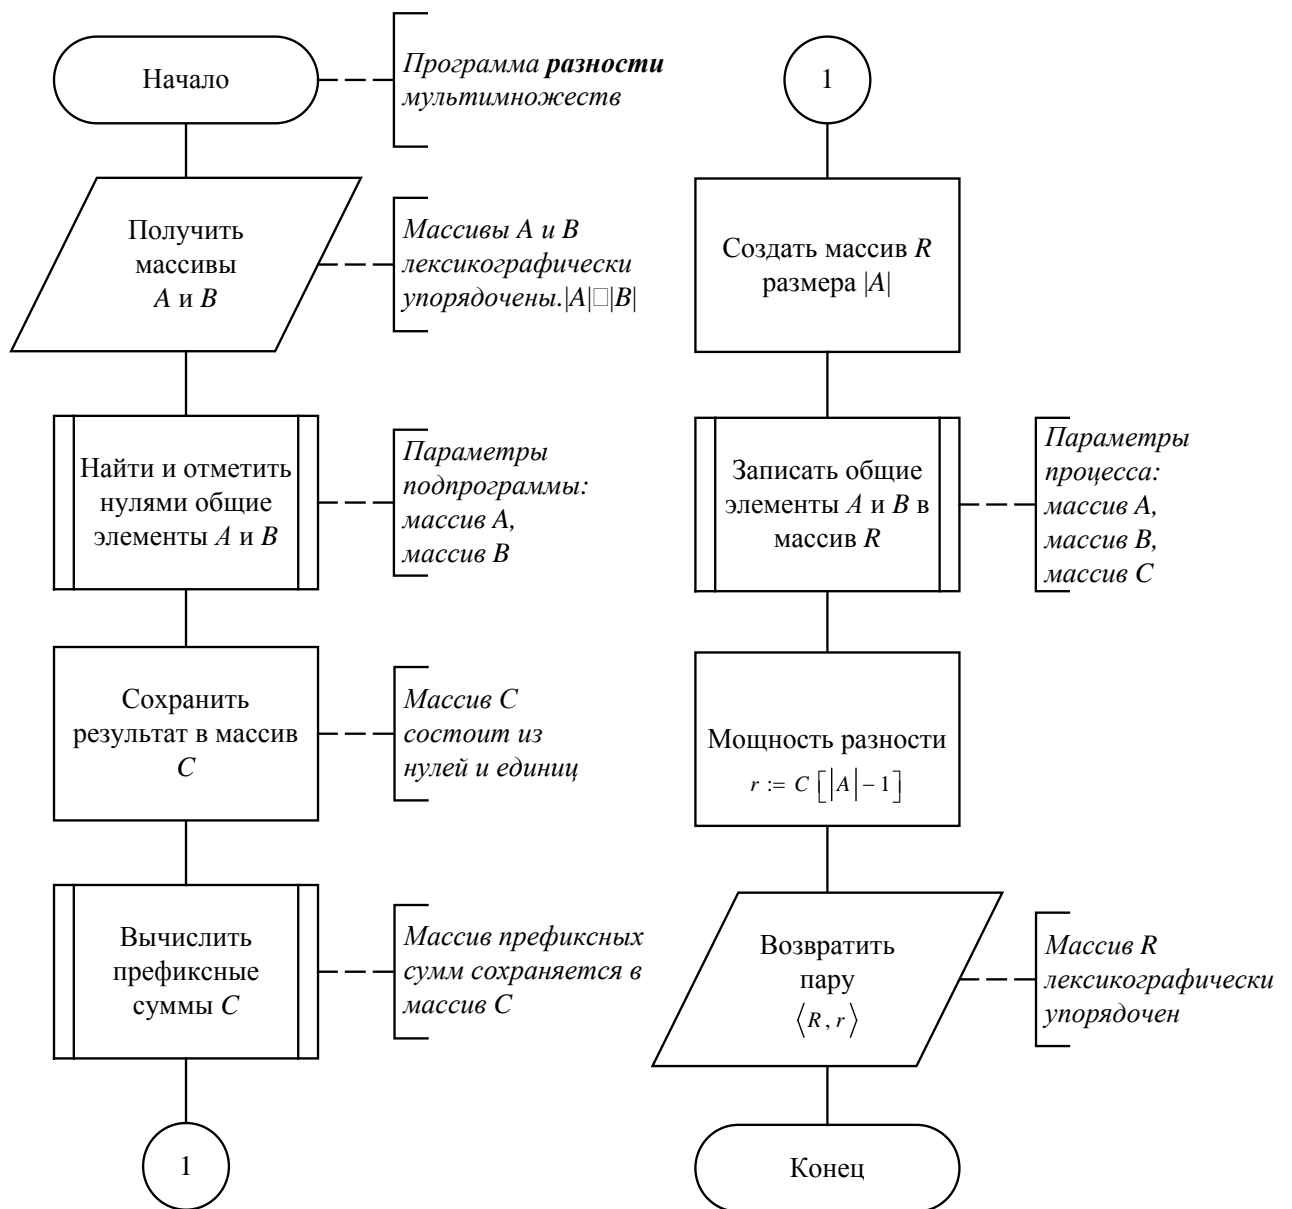 Начало
Программа разности
мультимножеств
Получить
массивы
A и B
Массивы A и B
лексикографически
упорядочены.|A|□|B|
Найти и отметить
нулями общие
элементы A и B
Параметры
подпрограммы:
массив A,
массив B
Сохранить
результат в массив
C
Массив C
состоит из
нулей и единиц
Вычислить
префиксные
суммы C
Массив префиксных
сумм сохраняется в
массив C
1
1
Создать массив R
размера |A|
Записать общие
элементы A и B в
массив R
Параметры
процесса:
массив A,
массив B,
массив C
Мощность разности
r := C [|A| − 1]
Возвратить
пару
⟨R, r⟩
Массив R
лексикографически
упорядочен
Конец